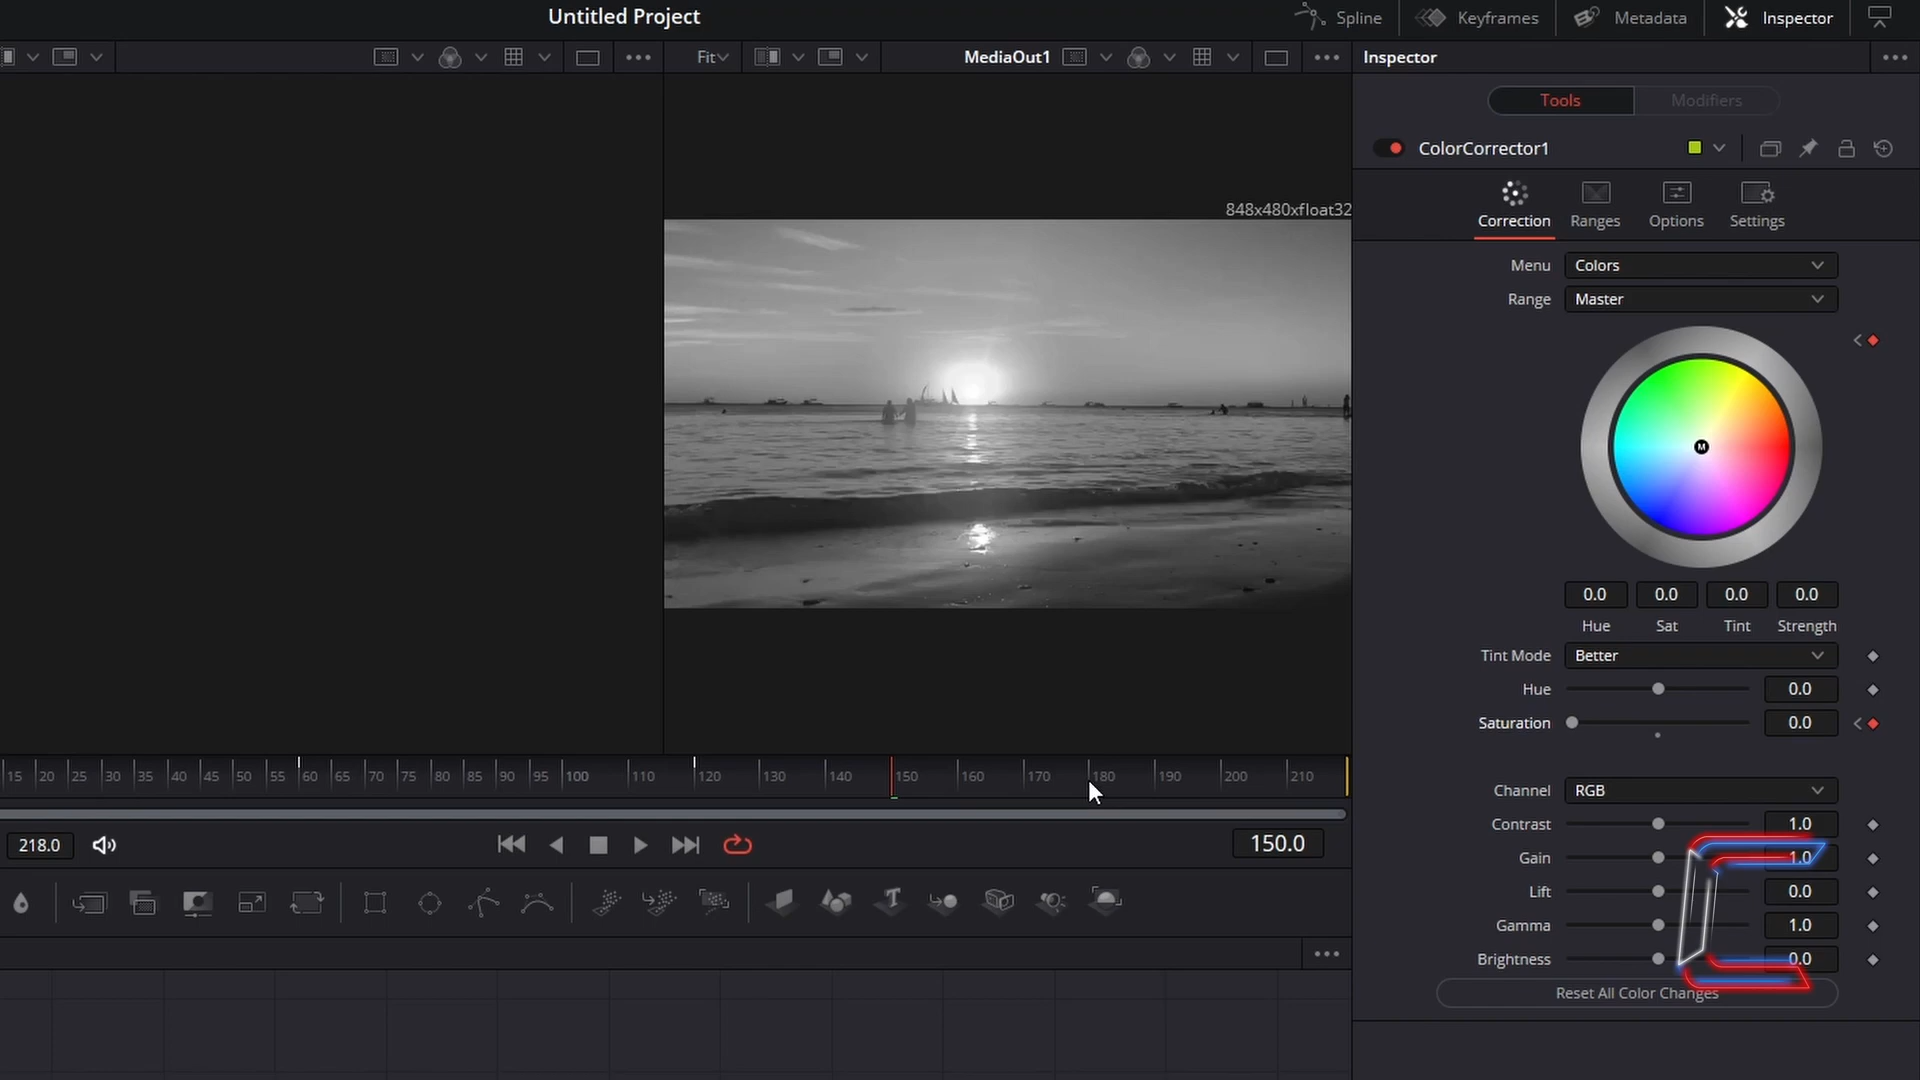 Untitled Project
Spline
Keyframes
Metadata
Inspector
Fit
MediaOut1
Inspector
Tools
Modifiers
ColorCorrector1
848x480xfloat32
Correction
Ranges
Options
Settings
Menu Colors
Range Master
M
0.0 0.0 0.0 0.0
Hue Sat Tint Strength
Tint Mode Better
Hue 0.0
Saturation 0.0
15 20 25 30 35 40 45 50 55 60 65 70 75 80 85 90 95 100 110 120 130 140 150 160 170 180 190 200 210
Channel RGB
Contrast 1.0
218.0
150.0
Gain 1.0
Lift 0.0
Gamma 1.0
Brightness 0.0
Reset All Color Changes